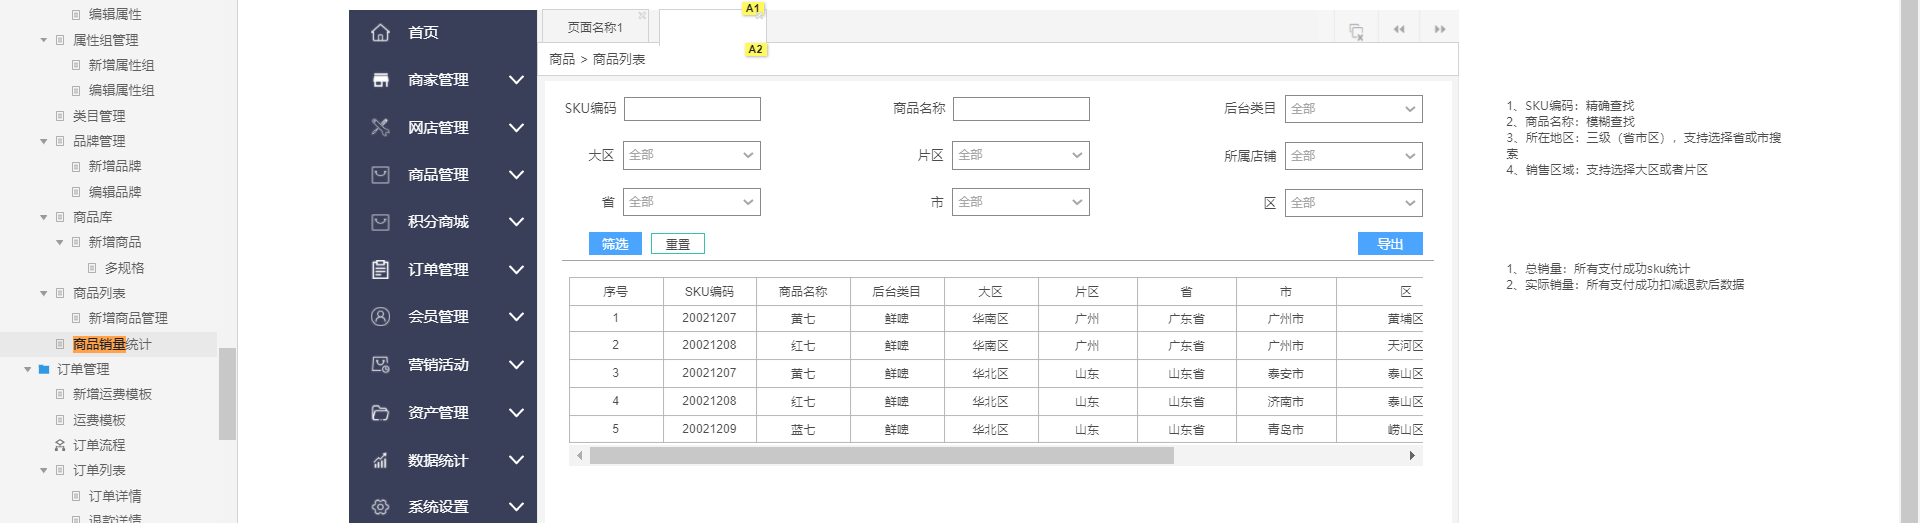 编辑属性
属性组管理
新增属性组
编辑属性组
类目管理
品牌管理
新增品牌
编辑品牌
商品库
新增商品
多规格
商品列表
新增商品管理
商品销量统计
订单管理
新增运费模板
运费模板
订单流程
订单列表
订单详情
退款详情
首页
商家管理
网店管理
商品管理
积分商城
订单管理
会员管理
营销活动
资产管理
数据统计
系统设置
页面名称1
A1
A2
商品 > 商品列表
SKU编码 商品名称 后台类目 全部
大区 全部 片区 全部 所属店铺 全部
省 全部 市 全部 区 全部
筛选 重置 导出
序号 SKU编码 商品名称 后台类目 大区 片区 省 市 区
1 20021207 黄七 鲜啤 华南区 广州 广东省 广州市 黄埔区
2 20021208 红七 鲜啤 华南区 广州 广东省 广州市 天河区
3 20021207 黄七 鲜啤 华北区 山东 山东省 泰安市 泰山区
4 20021208 红七 鲜啤 华北区 山东 山东省 济南市 泰山区
5 20021209 蓝七 鲜啤 华北区 山东 山东省 青岛市 崂山区
1、SKU编码：精确查找
2、商品名称：模糊查找
3、所在地区：三级（省市区），支持选择省或市搜
索
4、销售区域：支持选择大区或者片区
1、总销量：所有支付成功sku统计
2、实际销量：所有支付成功扣减退款后数据